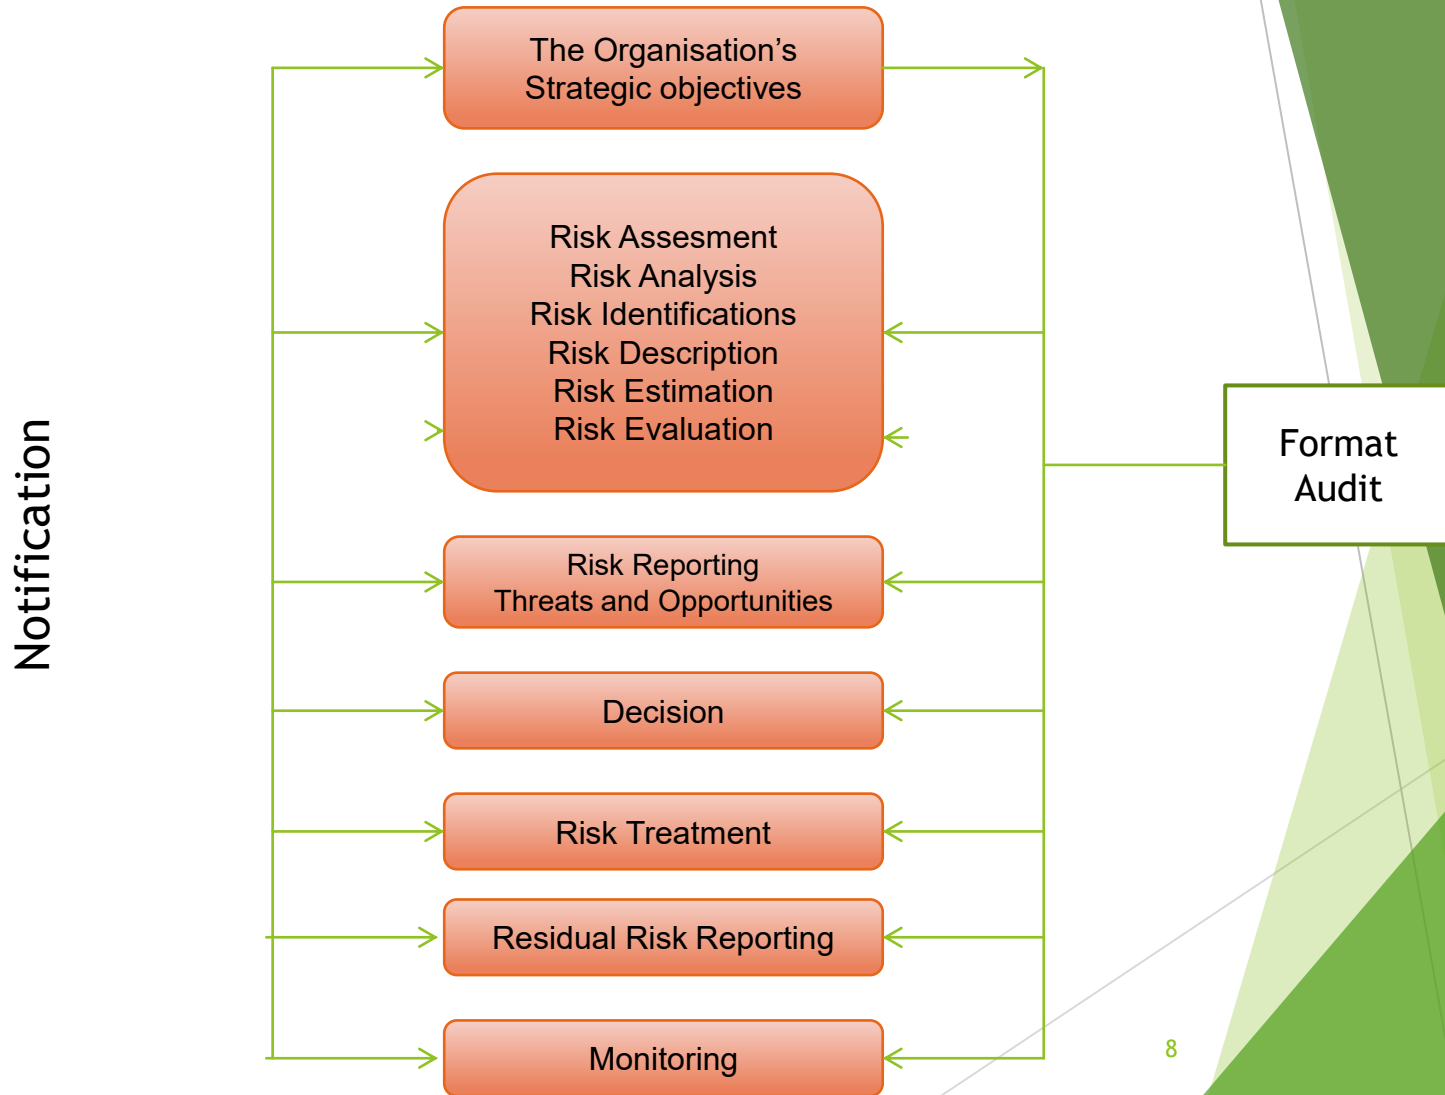 The Organisation’s
Strategic objectives
Risk Assesment
Risk Analysis
Risk Identifications
Risk Description
Risk Estimation
Risk Evaluation
Notification
Format
Audit
Risk Reporting
Threats and Opportunities
Decision
Risk Treatment
Residual Risk Reporting
Monitoring
8